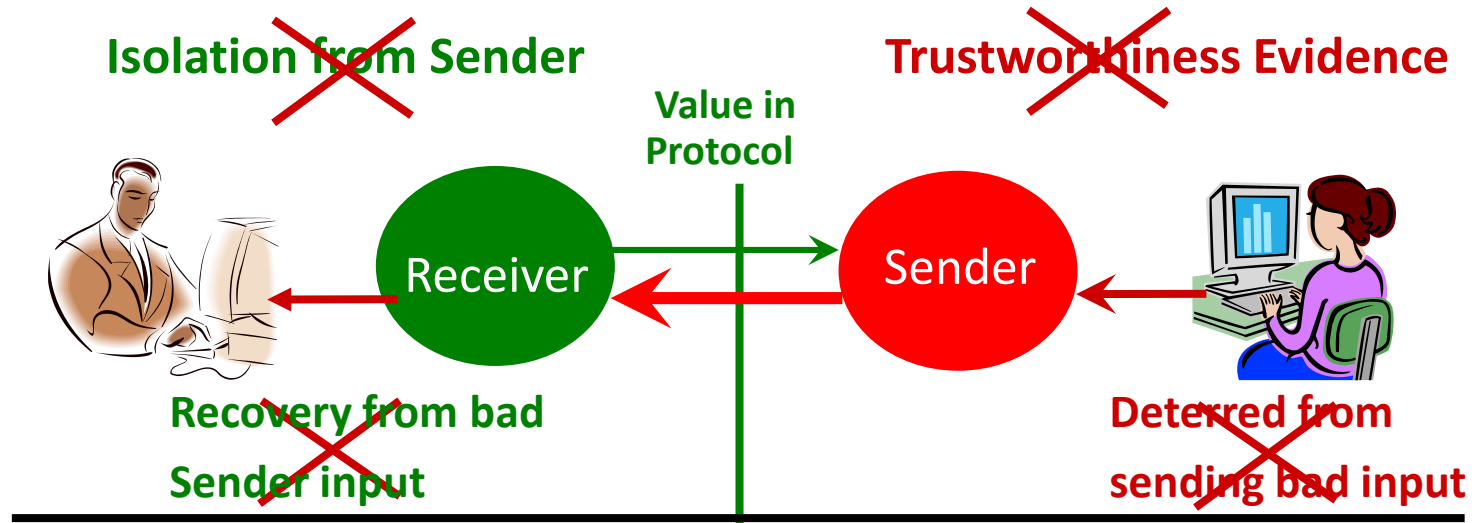 Isolation from Sender
Trustworthiness Evidence
Value in
Protocol
Receiver
Sender
Recovery from bad
Sender input
Deterred from
sending bad input